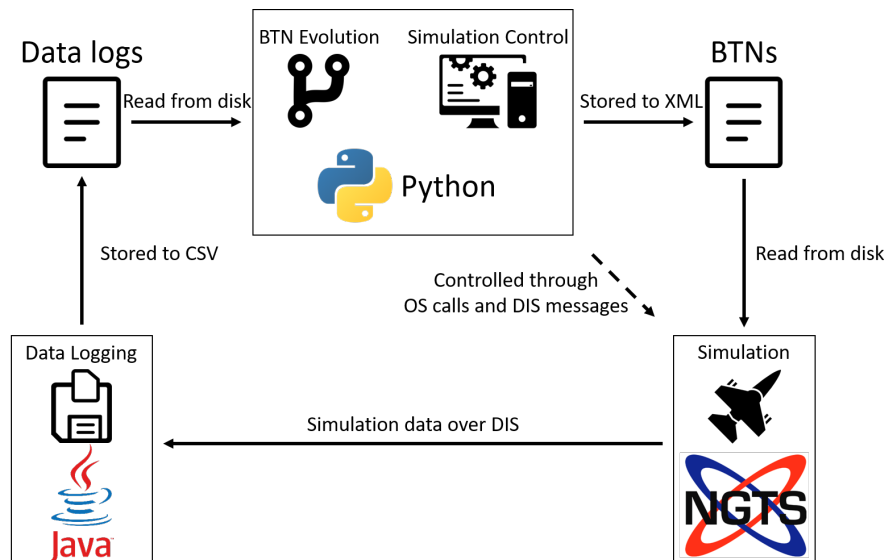 Data logs
BTN Evolution
Simulation Control
BTNs
Read from disk
Stored to XML
Python
Stored to CSV
Read from disk
Controlled through
OS calls and DIS messages
Data Logging
Simulation
Simulation data over DIS
NGTS
Java